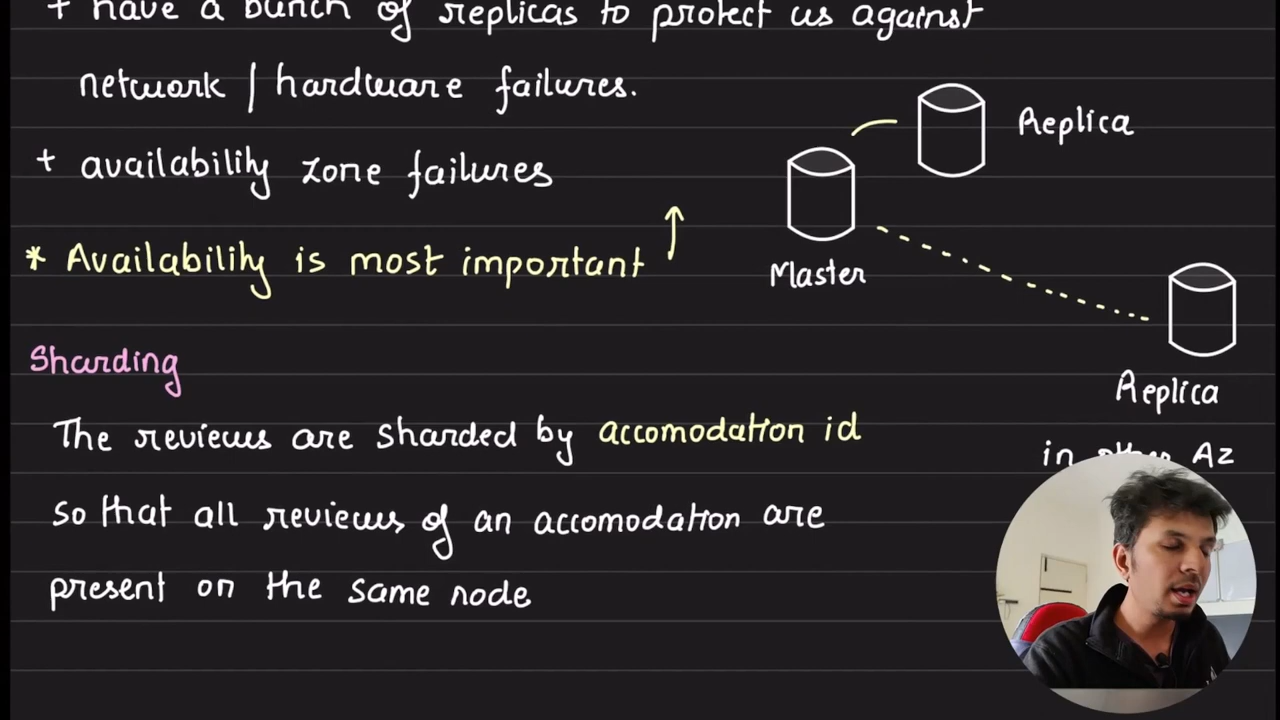 + have a bunch of replicas to protect us against
network / hardware failures.
+ availability zone failures
* Availability is most important ↑
Replica
Master
Replica
in other AZ
Sharding
The reviews are sharded by accomodation id
so that all reviews of an accomodation are
present on the same node